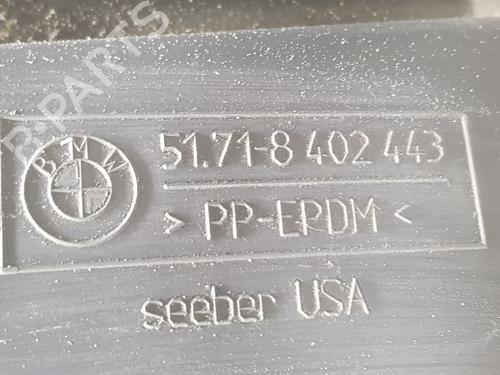 B-PARTS
BMW
51.71-8 402 443
> PP-EPDM <
seeber USA